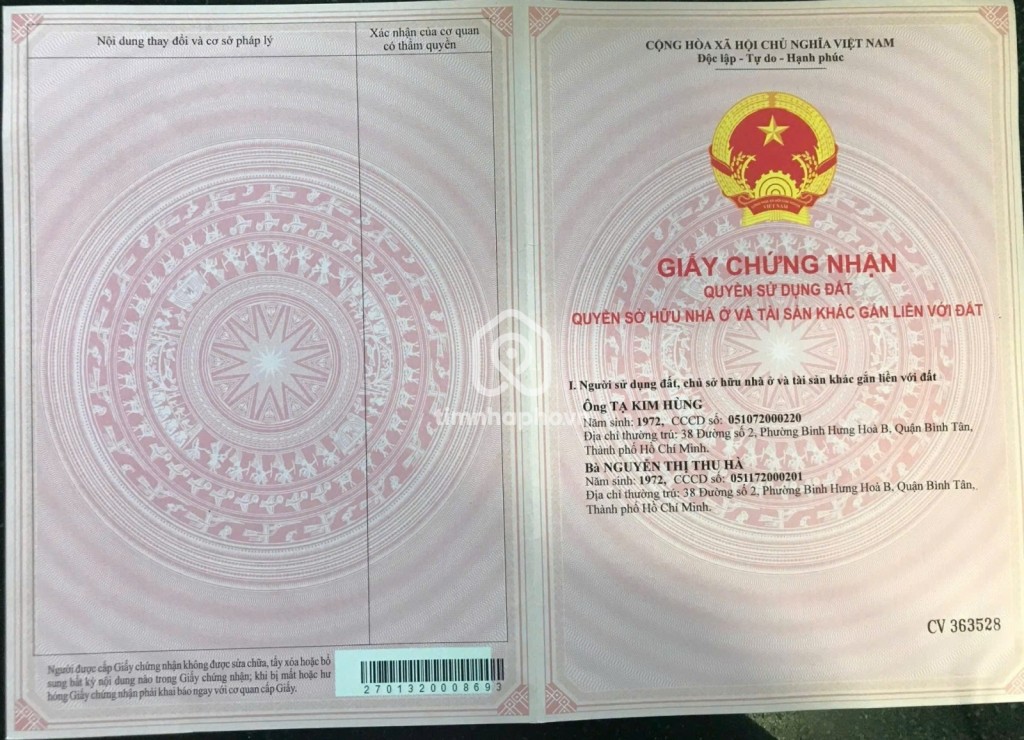 Nội dung thay đổi và cơ sở pháp lý
Xác nhận của cơ quan
có thẩm quyền
Người được cấp Giấy chứng nhận không được sửa chữa, tẩy xóa hoặc bổ
sung bất kỳ nội dung nào trong Giấy chứng nhận; khi bị mất hoặc hư
hỏng Giấy chứng nhận phải khai báo ngay với cơ quan cấp Giấy.
2701320008693
timnhapho.vn
CỘNG HÒA XÃ HỘI CHỦ NGHĨA VIỆT NAM
Độc lập - Tự do - Hạnh phúc
VIỆT NAM
GIẤY CHỨNG NHẬN
QUYỀN SỬ DỤNG ĐẤT
QUYỀN SỞ HỮU NHÀ Ở VÀ TÀI SẢN KHÁC GẮN LIỀN VỚI ĐẤT
I. Người sử dụng đất, chủ sở hữu nhà ở và tài sản khác gắn liền với đất
Ông TẠ KIM HÙNG
Năm sinh: 1972, CCCD số: 051072000220
Địa chỉ thường trú: 38 Đường số 2, Phường Bình Hưng Hoà B, Quận Bình Tân,
Thành phố Hồ Chí Minh.
Bà NGUYỄN THỊ THU HÀ
Năm sinh: 1972, CCCD số: 051172000201
Địa chỉ thường trú: 38 Đường số 2, Phường Bình Hưng Hoà B, Quận Bình Tân,
Thành phố Hồ Chí Minh.
CV 363528